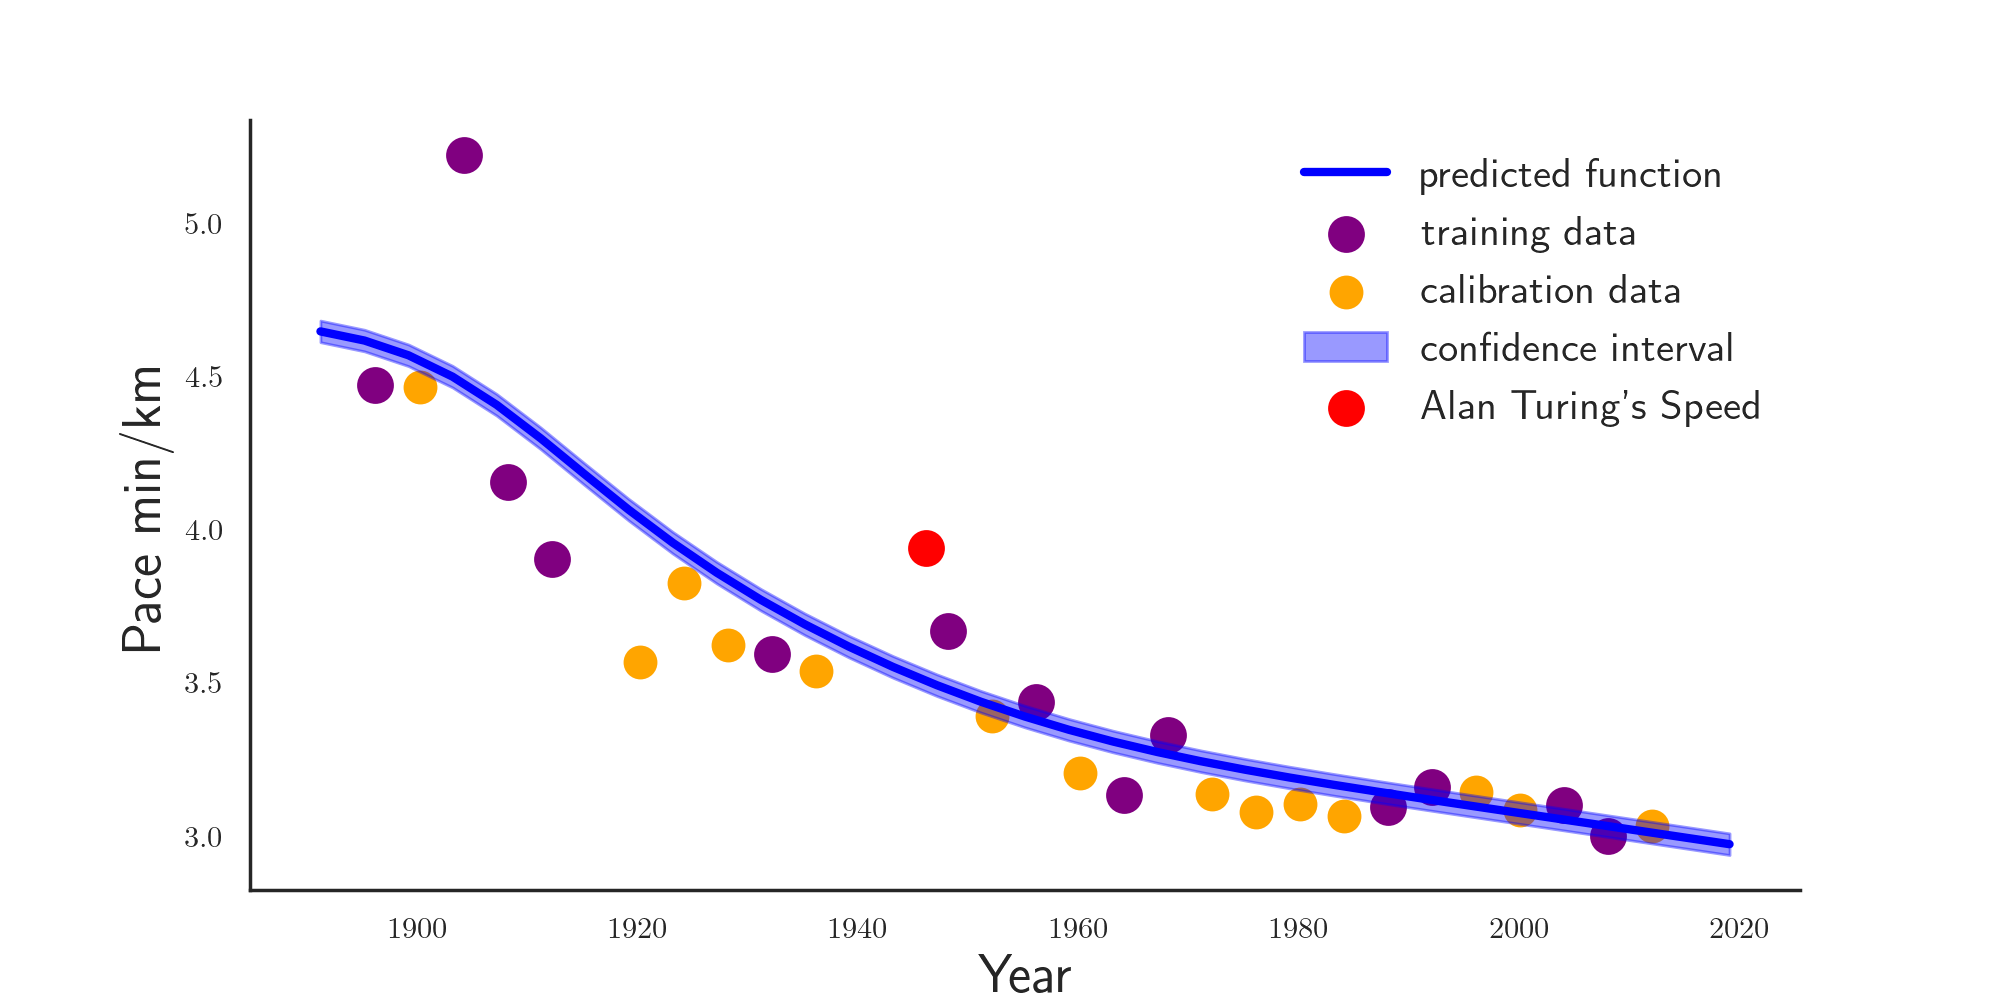 predicted function
training data
calibration data
confidence interval
Alan Turing's Speed
Pace min/km
5.0
4.5
4.0
3.5
3.0
1900 1920 1940 1960 1980 2000 2020
Year